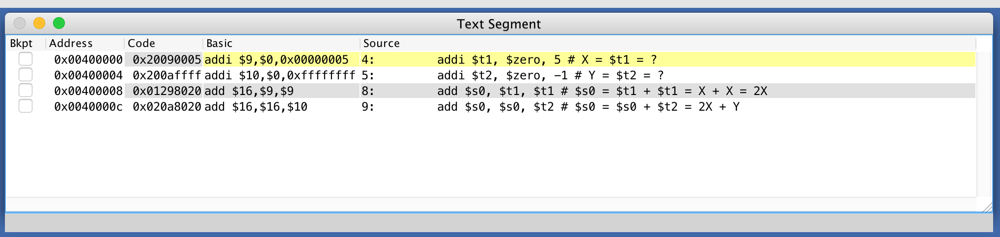 Text Segment
Bkpt Address Code Basic Source
0x00400000 0x20090005 addi $9,$0,0x00000005 4: addi $t1, $zero, 5 # X = $t1 = ?
0x00400004 0x200affff addi $10,$0,0xffffffff 5: addi $t2, $zero, -1 # Y = $t2 = ?
0x00400008 0x01298020 add $16,$9,$9 8: add $s0, $t1, $t1 # $s0 = $t1 + $t1 = X + X = 2X
0x0040000c 0x020a8020 add $16,$16,$10 9: add $s0, $s0, $t2 # $s0 = $s0 + $t2 = 2X + Y